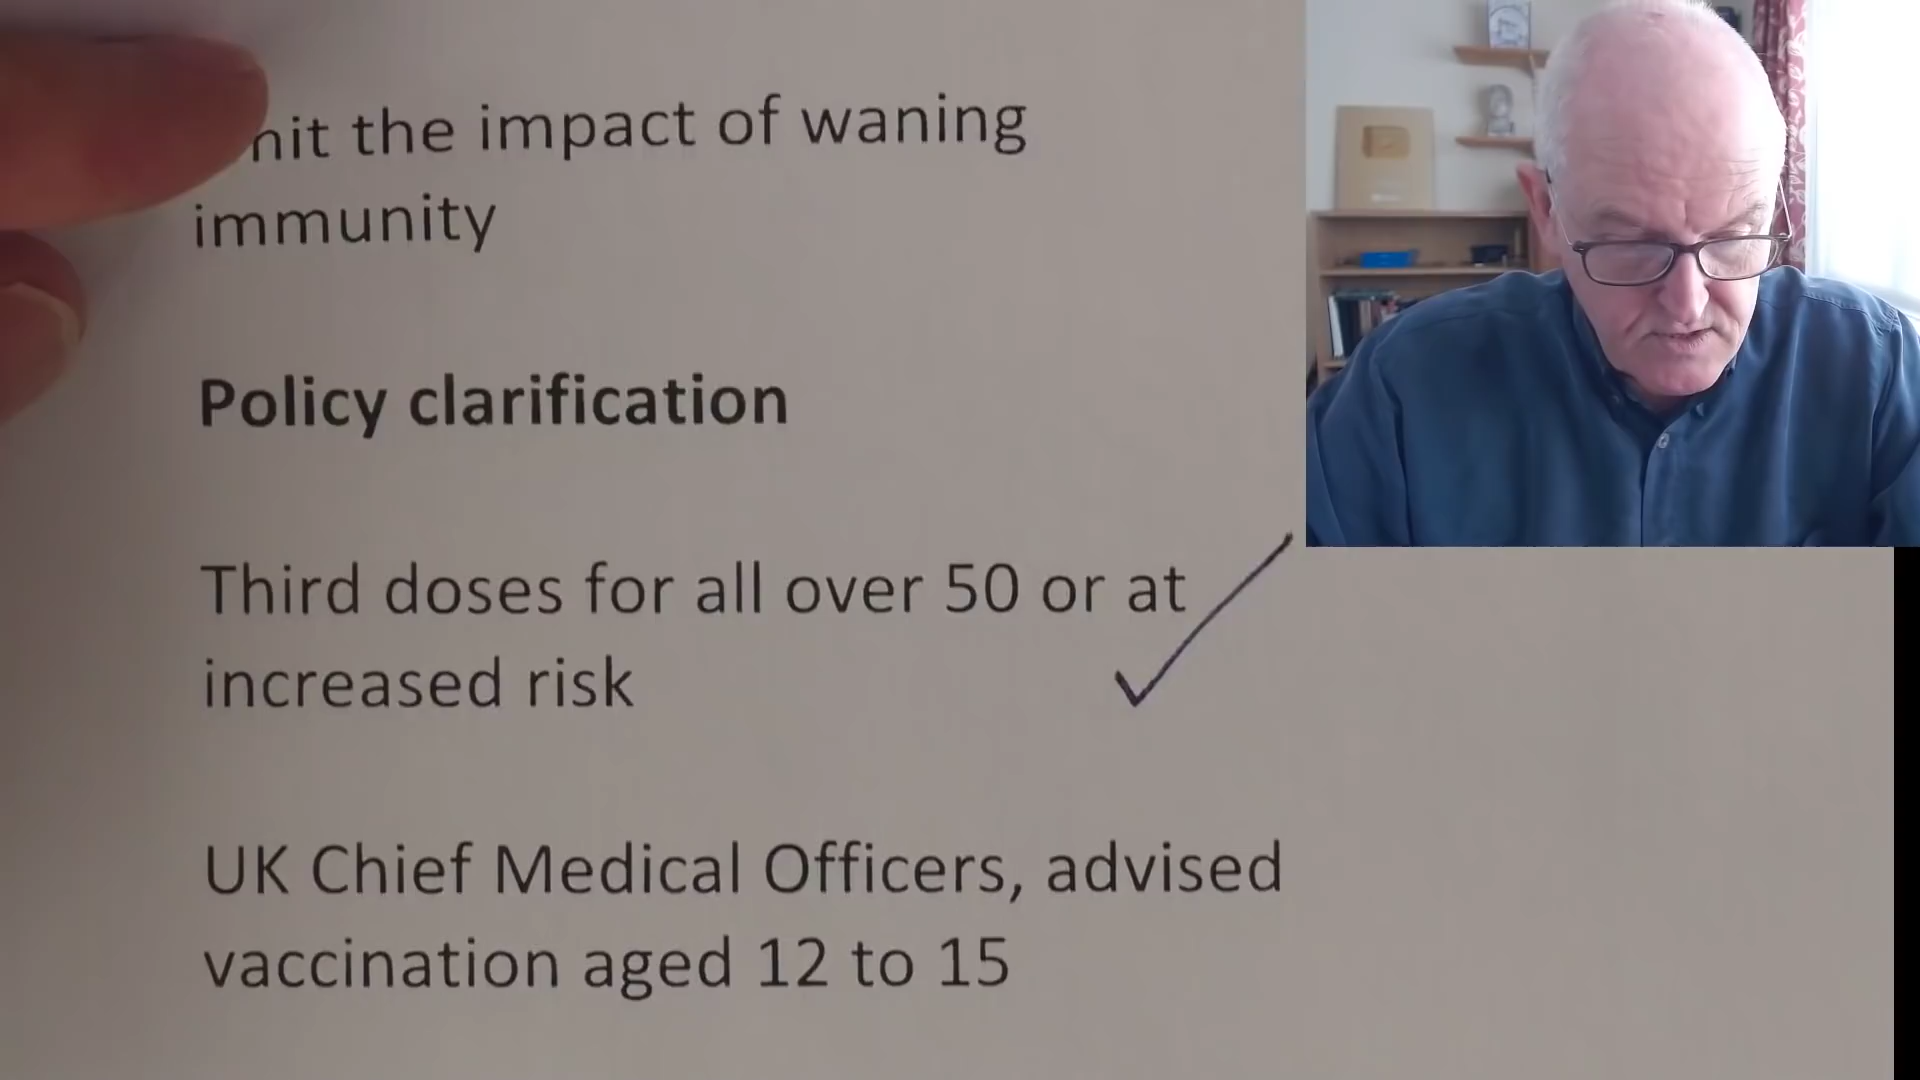 the impact of waning
immunity
Policy clarification
Third doses for all over 50 or at
increased risk
UK Chief Medical Officers, advised
vaccination aged 12 to 15